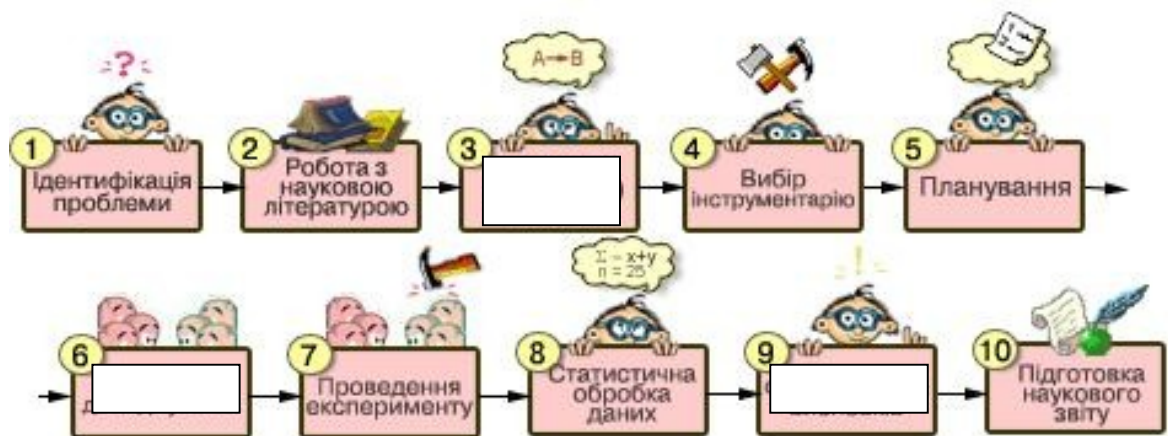 ?
A→B
1
Ідентифікація
проблеми
2
Робота з
науковою
літературою
3
4
Вибір
інструментарію
5
Планування
Σ = x+y
n = 25
!
6
7
Проведення
експерименту
8
Статистична
обробка
даних
9
10
Підготовка
наукового
звіту